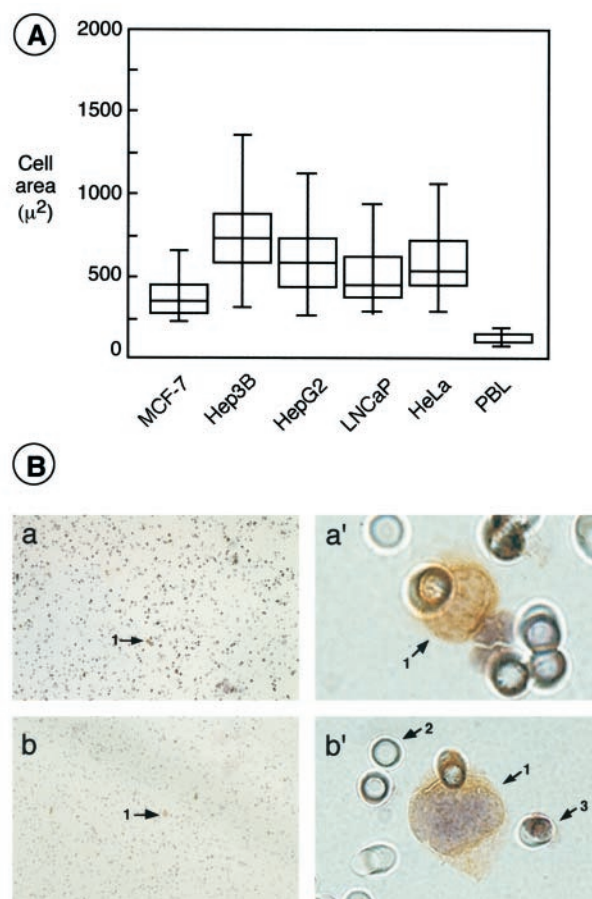 A
2000
1500
Cell
area
(μ²)
1000
500
0
MCF-7
Hep3B
HepG2
LNCaP
HeLa
PBL
B
a
1
a'
1
b
1
b'
2
1
3